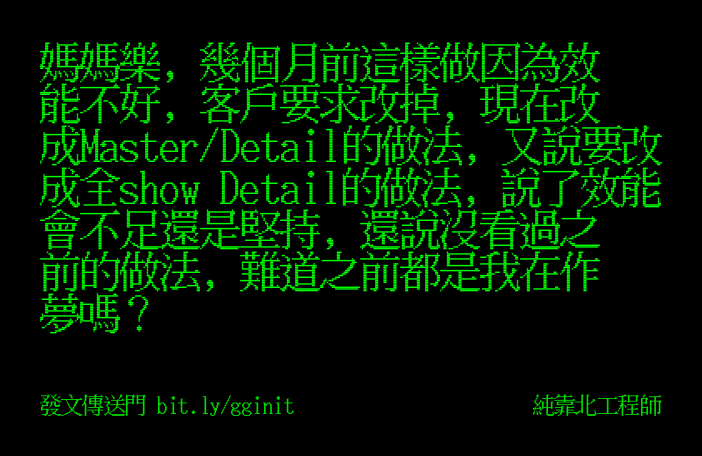 媽媽樂, 幾個月前這樣做因為效
能不好, 客戶要求改掉, 現在改
成Master/Detail的做法, 又說要改
成全show Detail的做法, 說了效能
會不足還是堅持, 還說沒看過之
前的做法, 難道之前都是我在作
夢嗎？
發文傳送門 bit.ly/gginit
純靠北工程師